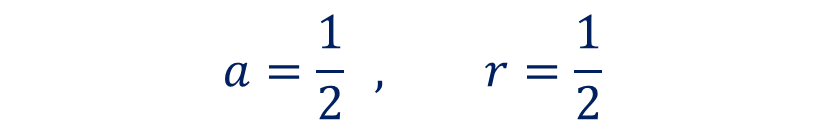 a = 1/2 , r = 1/2